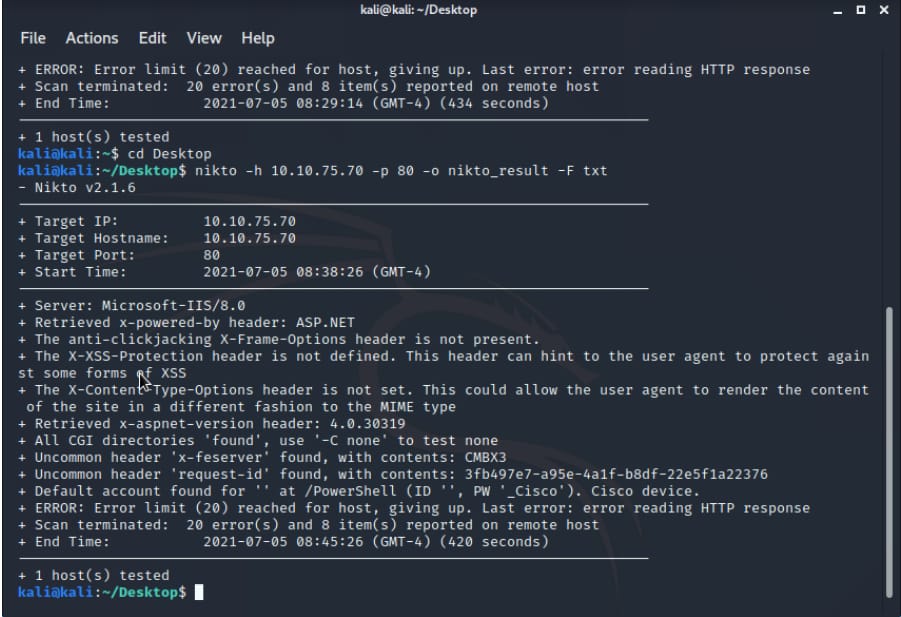 kali@kali: ~/Desktop
File Actions Edit View Help
+ ERROR: Error limit (20) reached for host, giving up. Last error: error reading HTTP response
+ Scan terminated:  20 error(s) and 8 item(s) reported on remote host
+ End Time:           2021-07-05 08:29:14 (GMT-4) (434 seconds)
+ 1 host(s) tested
kali@kali:~$ cd Desktop
kali@kali:~/Desktop$ nikto -h 10.10.75.70 -p 80 -o nikto_result -F txt
- Nikto v2.1.6
+ Target IP:          10.10.75.70
+ Target Hostname:    10.10.75.70
+ Target Port:        80
+ Start Time:         2021-07-05 08:38:26 (GMT-4)
+ Server: Microsoft-IIS/8.0
+ Retrieved x-powered-by header: ASP.NET
+ The anti-clickjacking X-Frame-Options header is not present.
+ The X-XSS-Protection header is not defined. This header can hint to the user agent to protect again
st some forms of XSS
+ The X-Content-Type-Options header is not set. This could allow the user agent to render the content
 of the site in a different fashion to the MIME type
+ Retrieved x-aspnet-version header: 4.0.30319
+ All CGI directories 'found', use '-C none' to test none
+ Uncommon header 'x-feserver' found, with contents: CMBX3
+ Uncommon header 'request-id' found, with contents: 3fb497e7-a95e-4a1f-b8df-22e5f1a22376
+ Default account found for '' at /PowerShell (ID '', PW '_Cisco'). Cisco device.
+ ERROR: Error limit (20) reached for host, giving up. Last error: error reading HTTP response
+ Scan terminated:  20 error(s) and 8 item(s) reported on remote host
+ End Time:           2021-07-05 08:45:26 (GMT-4) (420 seconds)
+ 1 host(s) tested
kali@kali:~/Desktop$